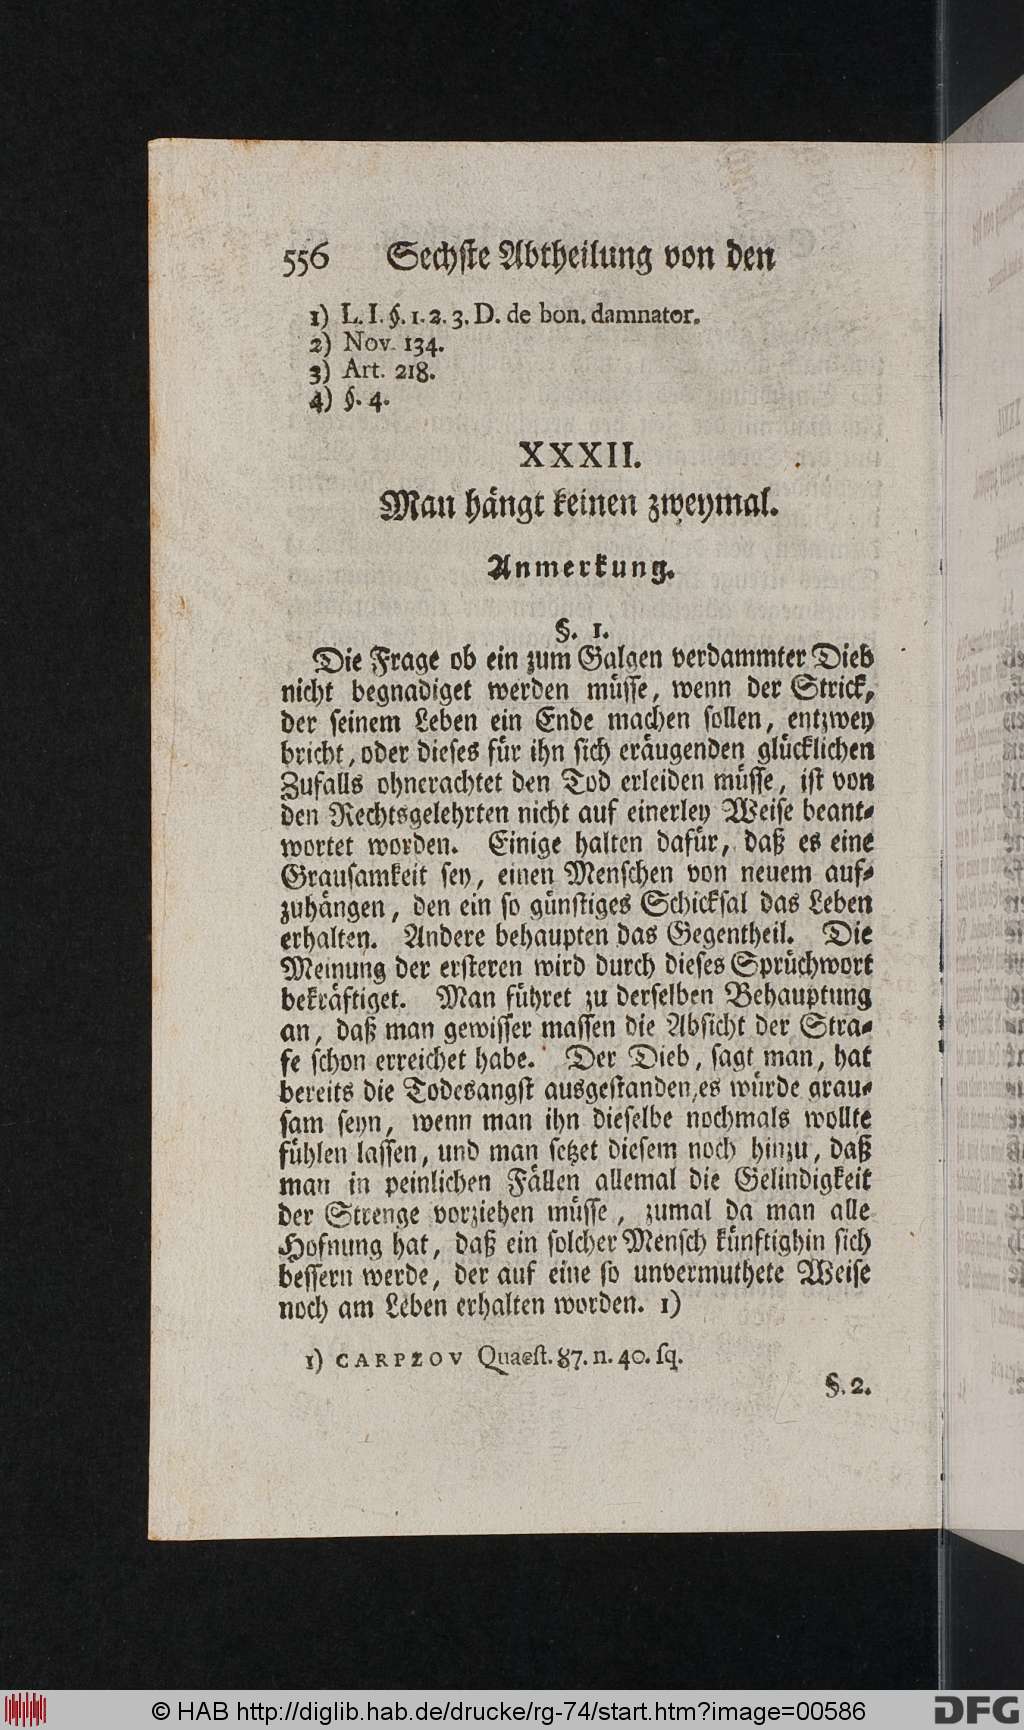 556 Sechste Abtheilung von den
1) L. I. §. 1. 2. 3. D. de bon. damnator.
2) Nov. 134.
3) Art. 218.
4) §. 4.
XXXII.
Man hängt keinen zweymal.
Anmerkung.
§. 1.
Die Frage ob ein zum Galgen verdammter Dieb
nicht begnadiget werden müsse, wenn der Strick,
der seinem Leben ein Ende machen sollen, entzwey
bricht, oder dieses für ihn sich eräugenden glücklichen
Zufalls ohnerachtet den Tod erleiden müsse, ist von
den Rechtsgelehrten nicht auf einerley Weise beant-
wortet worden. Einige halten dafür, daß es eine
Grausamkeit sey, einen Menschen von neuem auf-
zuhängen, den ein so günstiges Schicksal das Leben
erhalten. Andere behaupten das Gegentheil. Die
Meinung der ersteren wird durch dieses Sprüchwort
bekräftiget. Man führet zu derselben Behauptung
an, daß man gewisser massen die Absicht der Stra-
fe schon erreichet habe. Der Dieb, sagt man, hat
bereits die Todesangst ausgestanden, es würde grau-
sam seyn, wenn man ihn dieselbe nochmals wollte
fühlen lassen, und man setzet diesem noch hinzu, daß
man in peinlichen Fällen allemal die Gelindigkeit
der Strenge vorziehen müsse, zumal da man alle
Hofnung hat, daß ein solcher Mensch künftighin sich
bessern werde, der auf eine so unvermuthete Weise
noch am Leben erhalten worden. 1)
1) CARPZOV Quaest. 87. n. 40. sq.
§. 2.
© HAB http://diglib.hab.de/drucke/rg-74/start.htm?image=00586
DFG